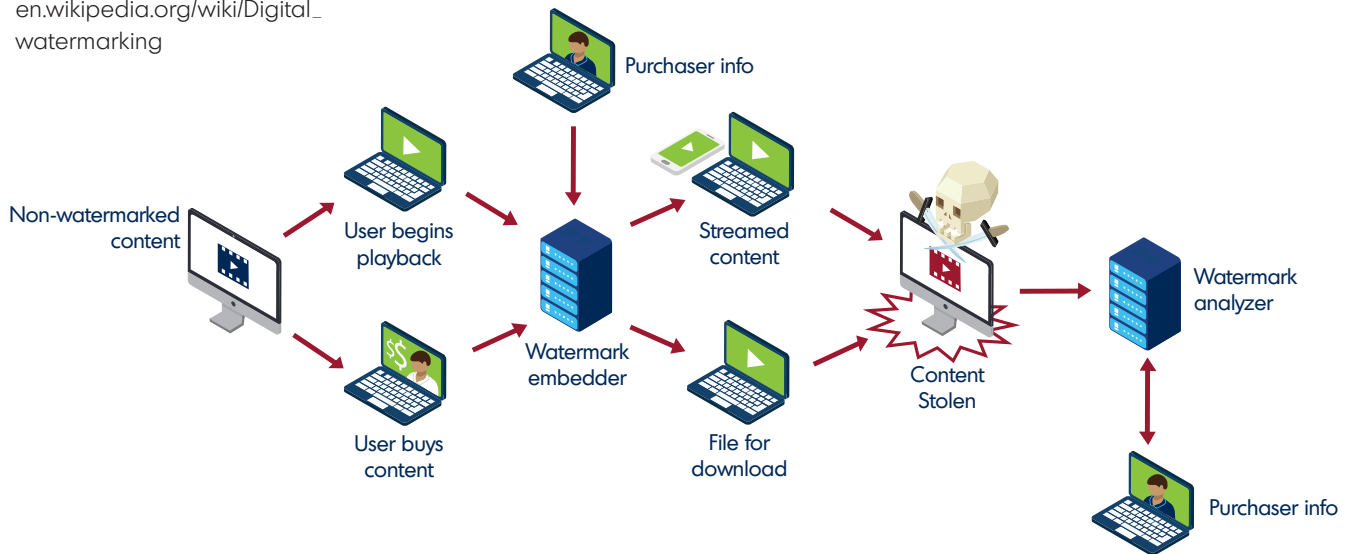 en.wikipedia.org/wiki/Digital_
watermarking
Purchaser info
Non-watermarked
content
User begins
playback
Streamed
content
Watermark
analyzer
Watermark
embedder
$$
User buys
content
File for
download
Content
Stolen
Purchaser info